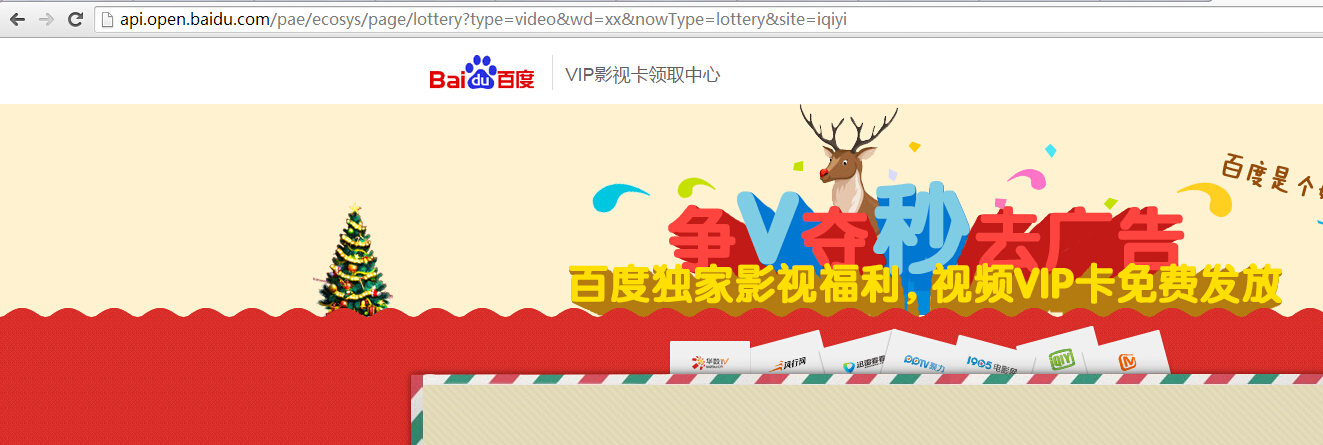 api.open.baidu.com/pae/ecosys/page/lottery?type=video&wd=xx&nowType=lottery&site=iqiyi
Bai du 百度 VIP影视卡领取中心
百度是个
争V夺秒去广告
百度独家影视福利，视频VIP卡免费发放
华数TV 风行网 迅雷看看 PPTV聚力 1905电影网 QIY